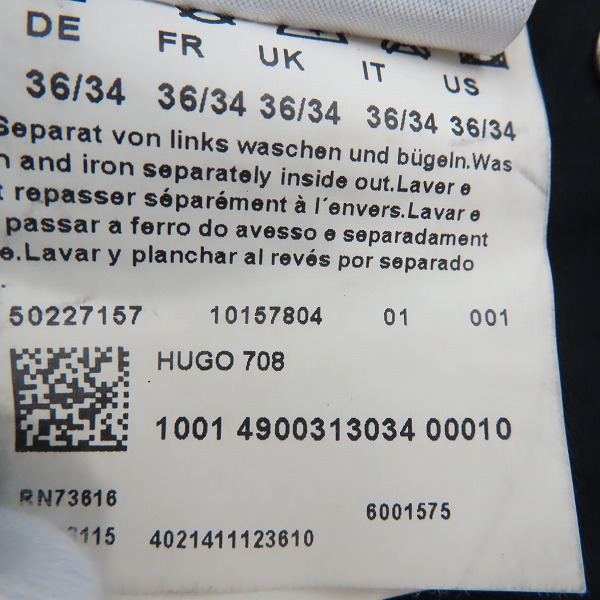 DE FR UK IT US
36/34 36/34 36/34 36/34 36/34
Separat von links waschen und bügeln.Was
and iron separately inside out.Laver e
repasser séparément à l´envers.Lavar e
passar a ferro do avesso e separadament
e.Lavar y planchar al revés por separado
.
50227157 10157804 01 001
HUGO 708
1001 4900313034 00010
RN73616 6001575
115 4021411123610